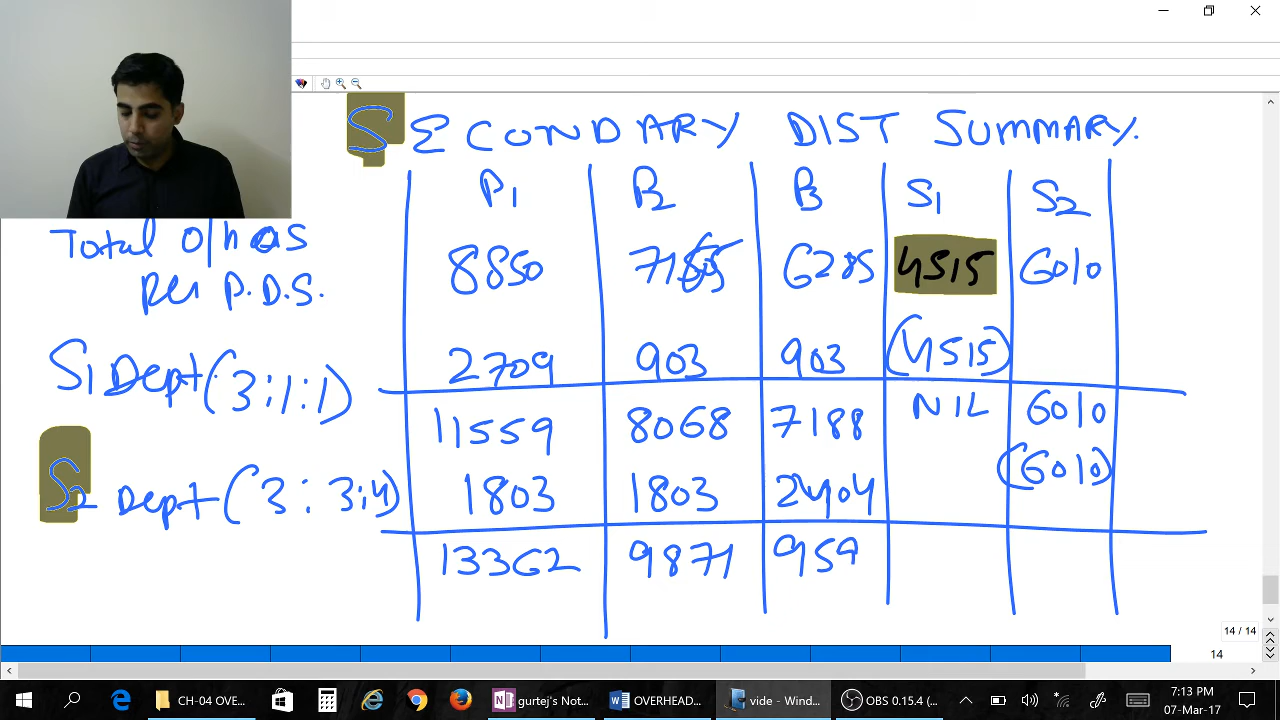 SECONDARY DIST SUMMARY.
P1 P2 P3 S1 S2
Total O/h as 8850 7165 6285 4515 6010
per P.D.S.
S1 Dept (3:1:1) 2709 903 903 (4515)
11559 8068 7188 NIL 6010
S2 Dept (3:3:4) 1803 1803 2404 (6010)
13362 9871 959
14 / 14
14
CH-04 OVE...
gurtej's Not...
OVERHEAD...
vide - Wind...
OBS 0.15.4 (...
7:13 PM
07-Mar-17